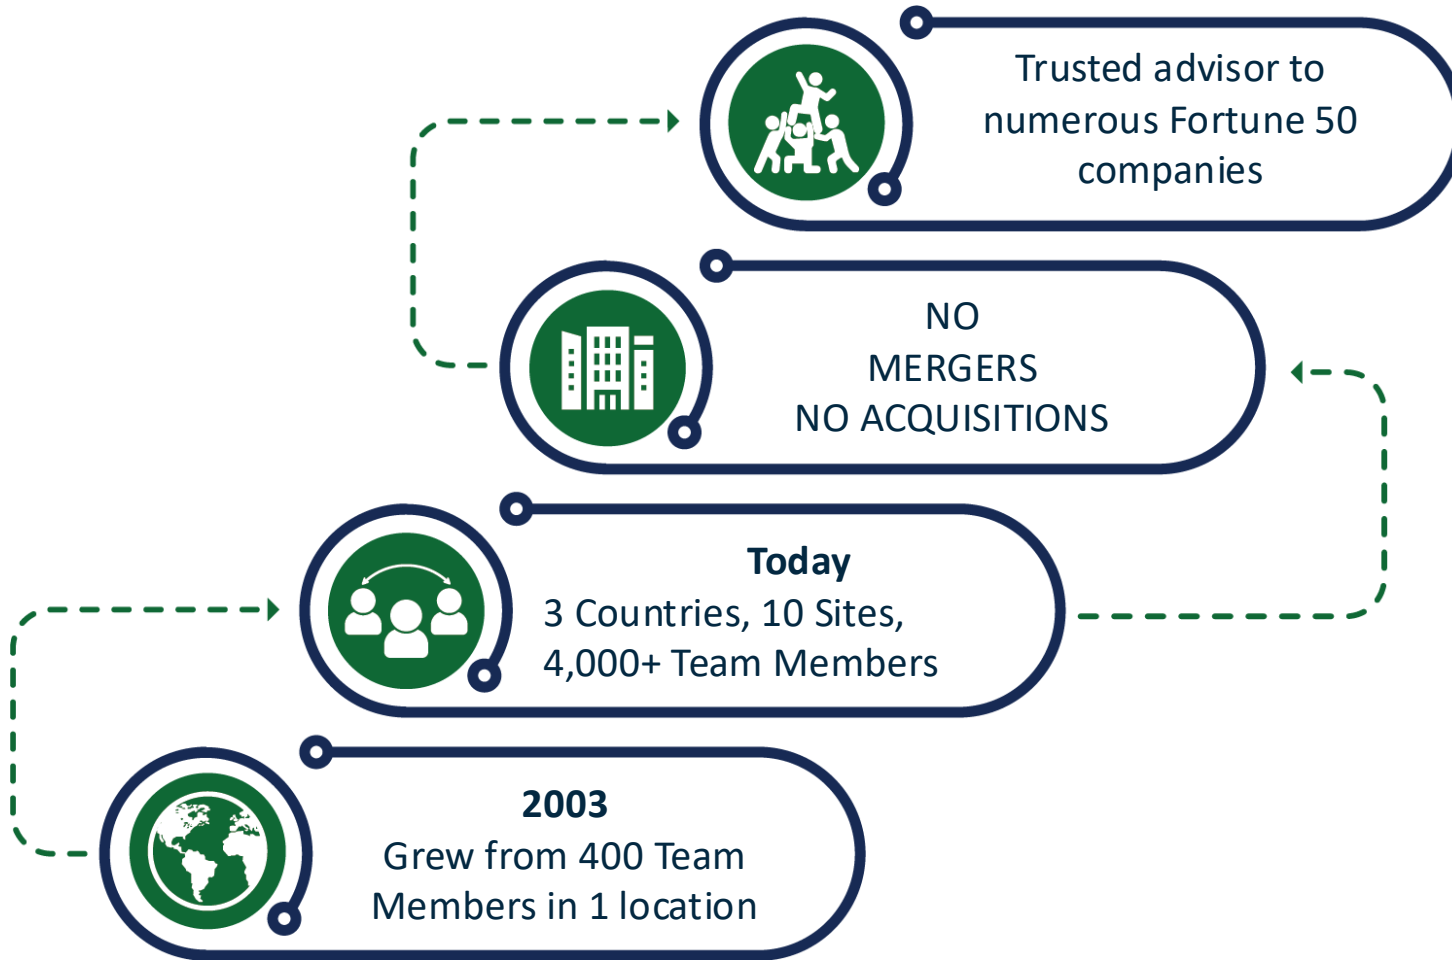 Trusted advisor to
numerous Fortune 50
companies
NO
MERGERS
NO ACQUISITIONS
Today
3 Countries, 10 Sites,
4,000+ Team Members
2003
Grew from 400 Team
Members in 1 location